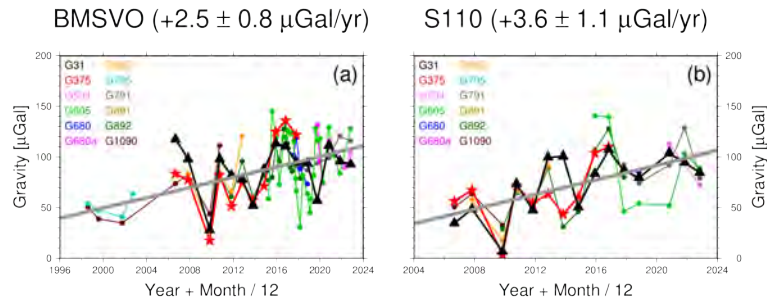 BMSVO (+2.5 ± 0.8 μGal/yr)
S110 (+3.6 ± 1.1 μGal/yr)
Gravity [μGal]
200
150
100
50
0
G31
G375
G605
G795
G680
G892
G680a
G1090
(a)
1996 2000 2004 2008 2012 2016 2020 2024
Year + Month / 12
G31
G375
G795
G791
G605
G891
G680
G892
G680a
G1090
(b)
2004 2008 2012 2016 2020 2024
Year + Month / 12
200
150
100
50
0
Gravity [μGal]